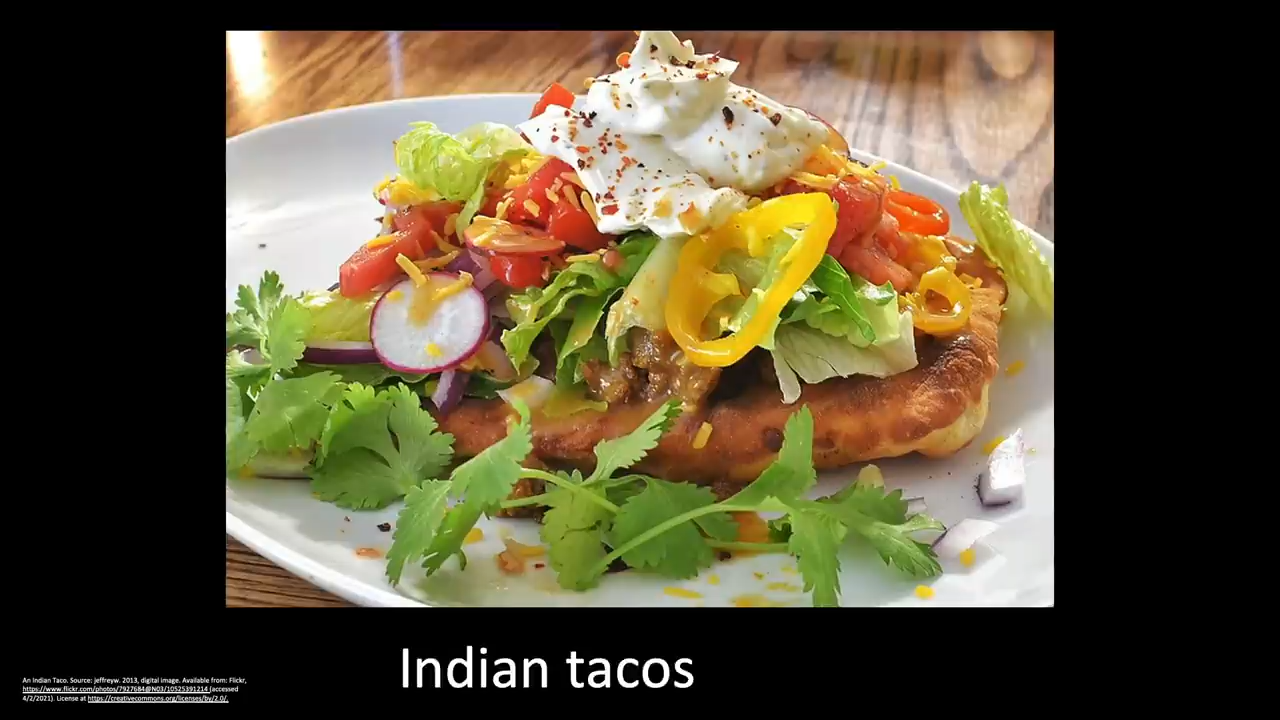 Indian tacos
An Indian Taco. Source: jeffreyw. 2013, digital image. Available from: Flickr,
https://www.flickr.com/photos/7927684@N03/10525391214 (accessed
4/2/2021). License at https://creativecommons.org/licenses/by/2.0/.